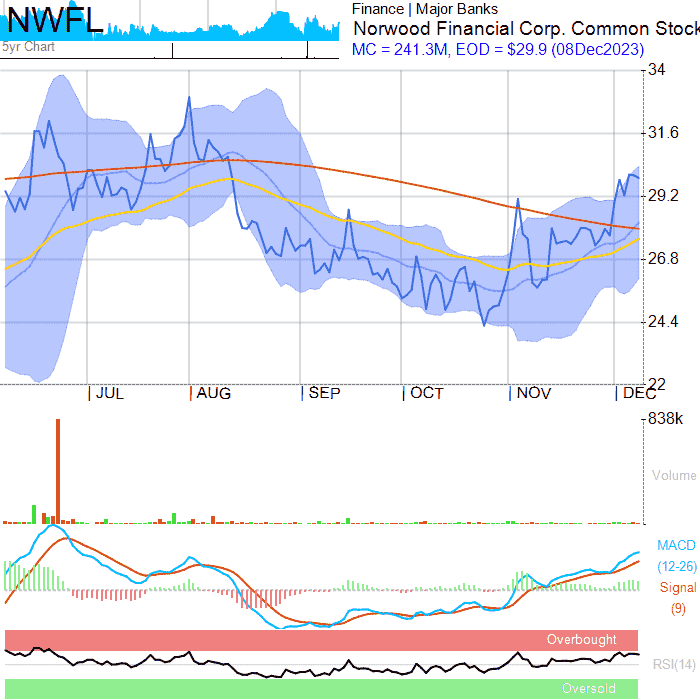 NWFL
5yr Chart
Finance | Major Banks
Norwood Financial Corp. Common Stock
MC = 241.3M, EOD = $29.9 (08Dec2023)
34
31.6
29.2
26.8
24.4
22
JUL AUG SEP OCT NOV DEC
838k
Volume
MACD
(12-26)
Signal
(9)
Overbought
RSI(14)
Oversold